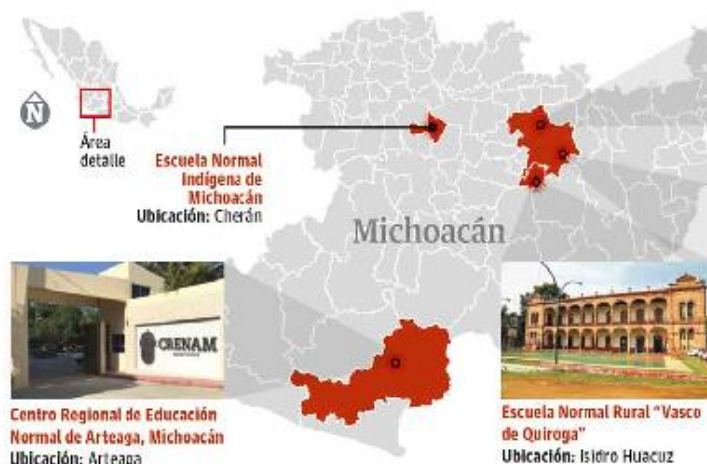 N
Área
detalle
Escuela Normal
Indígena de
Michoacán
Ubicación: Cherán
Michoacán
CRENAM
Centro Regional de Educación
Normal de Arteaga, Michoacán
Ubicación: Arteaga
Escuela Normal Rural “Vasco
de Quiroga”
Ubicación: Isidro Huacuz